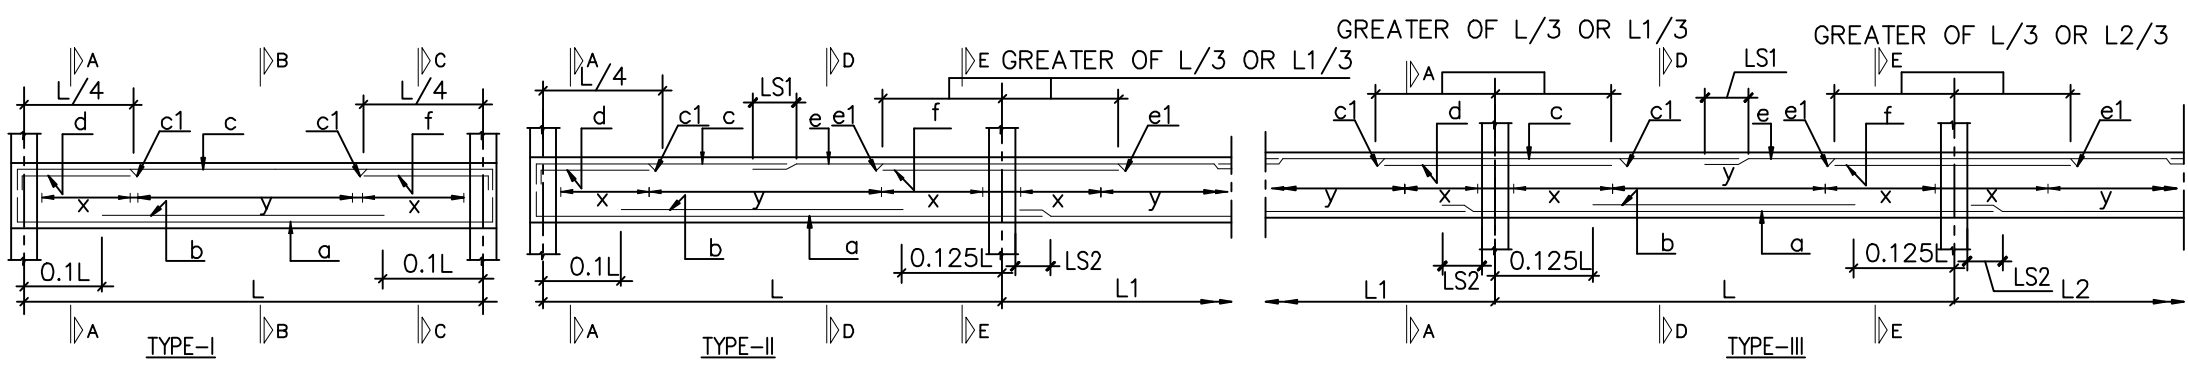 GREATER OF L/3 OR L1/3
GREATER OF L/3 OR L2/3
A B C
L/4 L/4
d c1 c c1 f
x y x
b a
0.1L 0.1L
L
A B C
TYPE-I
A D E GREATER OF L/3 OR L1/3
L/4 LS1
d c1 c e e1 f e1
x y x x y
b a
0.1L 0.125L LS2
L L1
A D E
TYPE-II
A D E
LS1
c1 d c c1 e e1 f e1
y x x y x x y
b a
LS2 0.125L 0.125L LS2
L1 L L2
A D E
TYPE-III